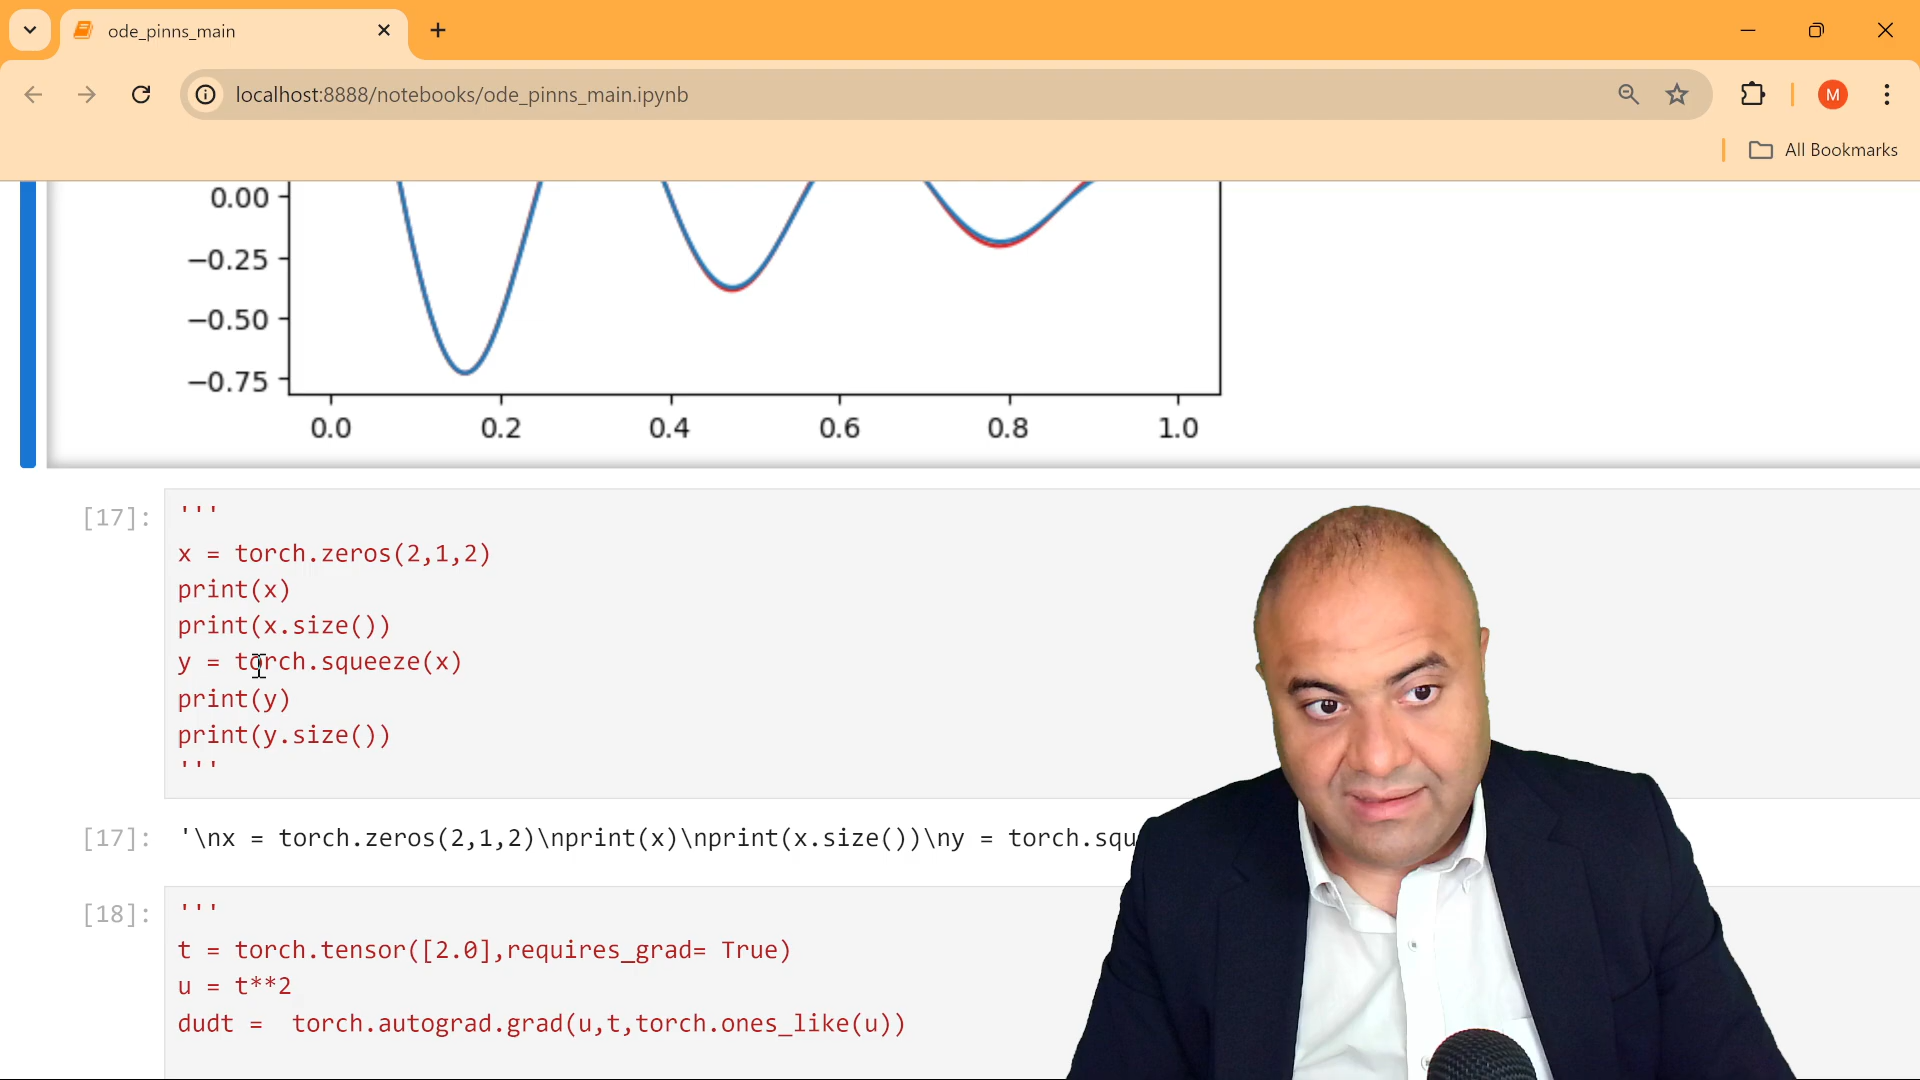 ode_pinns_main
localhost:8888/notebooks/ode_pinns_main.ipynb
M
All Bookmarks
0.00
−0.25
−0.50
−0.75
0.0 0.2 0.4 0.6 0.8 1.0
[17]:
'''
x = torch.zeros(2,1,2)
print(x)
print(x.size())
y = torch.squeeze(x)
print(y)
print(y.size())
'''
[17]: '\nx = torch.zeros(2,1,2)\nprint(x)\nprint(x.size())\ny = torch.squ
[18]:
'''
t = torch.tensor([2.0],requires_grad= True)
u = t**2
dudt =  torch.autograd.grad(u,t,torch.ones_like(u))